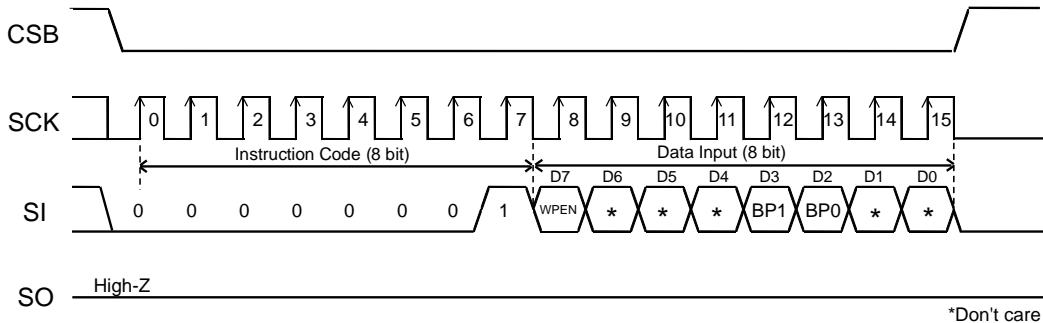 CSB
SCK
0 1 2 3 4 5 6 7 8 9 10 11 12 13 14 15
Instruction Code (8 bit) Data Input (8 bit)
D7 D6 D5 D4 D3 D2 D1 D0
SI
0 0 0 0 0 0 0 1 WPEN * * * BP1 BP0 * *
SO
High-Z
*Don't care